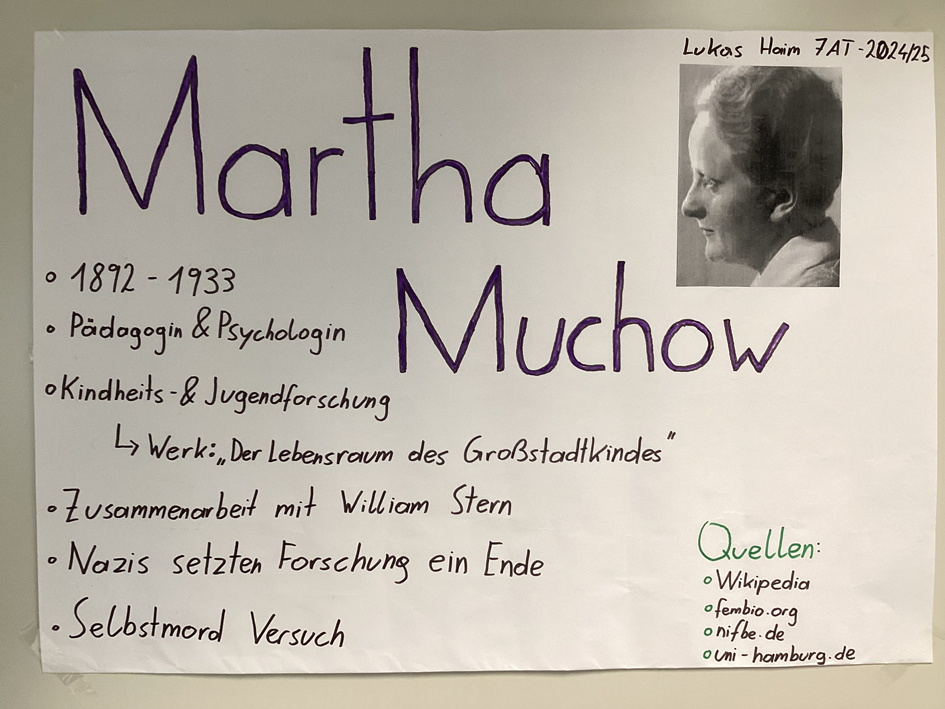 Lukas Haim 7AT-2024/25
Martha
Muchow
1892 - 1933
Pädagogin & Psychologin
Kindheits-& Jugendforschung
↳ Werk: „Der Lebensraum des Großstadtkindes"
Zusammenarbeit mit William Stern
Nazis setzten Forschung ein Ende
Selbstmord Versuch
Quellen:
Wikipedia
fembio.org
nifbe.de
uni-hamburg.de